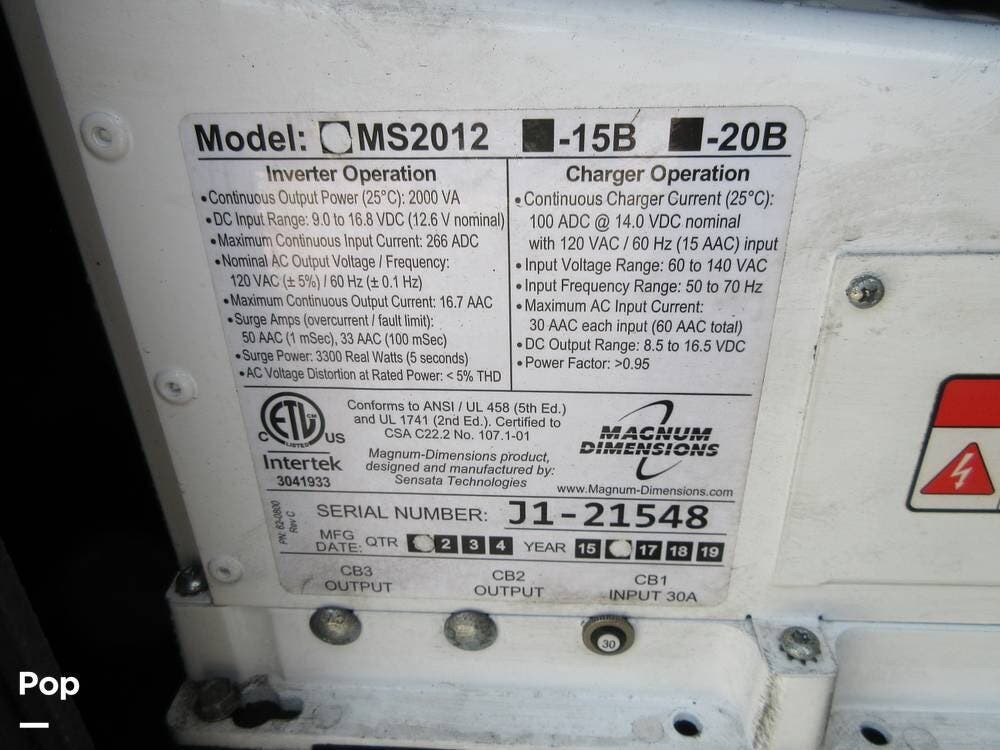 Model: MS2012 -15B -20B
Inverter Operation
•Continuous Output Power (25°C): 2000 VA
•DC Input Range: 9.0 to 16.8 VDC (12.6 V nominal)
•Maximum Continuous Input Current: 266 ADC
•Nominal AC Output Voltage / Frequency:
120 VAC (± 5%) / 60 Hz (± 0.1 Hz)
•Maximum Continuous Output Current: 16.7 AAC
•Surge Amps (overcurrent / fault limit):
50 AAC (1 mSec), 33 AAC (100 mSec)
•Surge Power: 3300 Real Watts (5 seconds)
•AC Voltage Distortion at Rated Power: < 5% THD
Charger Operation
•Continuous Charger Current (25°C):
100 ADC @ 14.0 VDC nominal
with 120 VAC / 60 Hz (15 AAC) input
•Input Voltage Range: 60 to 140 VAC
•Input Frequency Range: 50 to 70 Hz
•Maximum AC Input Current:
30 AAC each input (60 AAC total)
•DC Output Range: 8.5 to 16.5 VDC
•Power Factor: >0.95
ETL CM
LISTED
C US
Intertek
3041933
Conforms to ANSI / UL 458 (5th Ed.)
and UL 1741 (2nd Ed.). Certified to
CSA C22.2 No. 107.1-01
Magnum-Dimensions product,
designed and manufactured by:
Sensata Technologies
MAGNUM
DIMENSIONS
www.Magnum-Dimensions.com
PN: 62-0800
Rev C
SERIAL NUMBER: J1-21548
MFG
DATE: QTR 2 3 4 YEAR 15 17 18 19
CB3
OUTPUT
CB2
OUTPUT
CB1
INPUT 30A
30
Pop